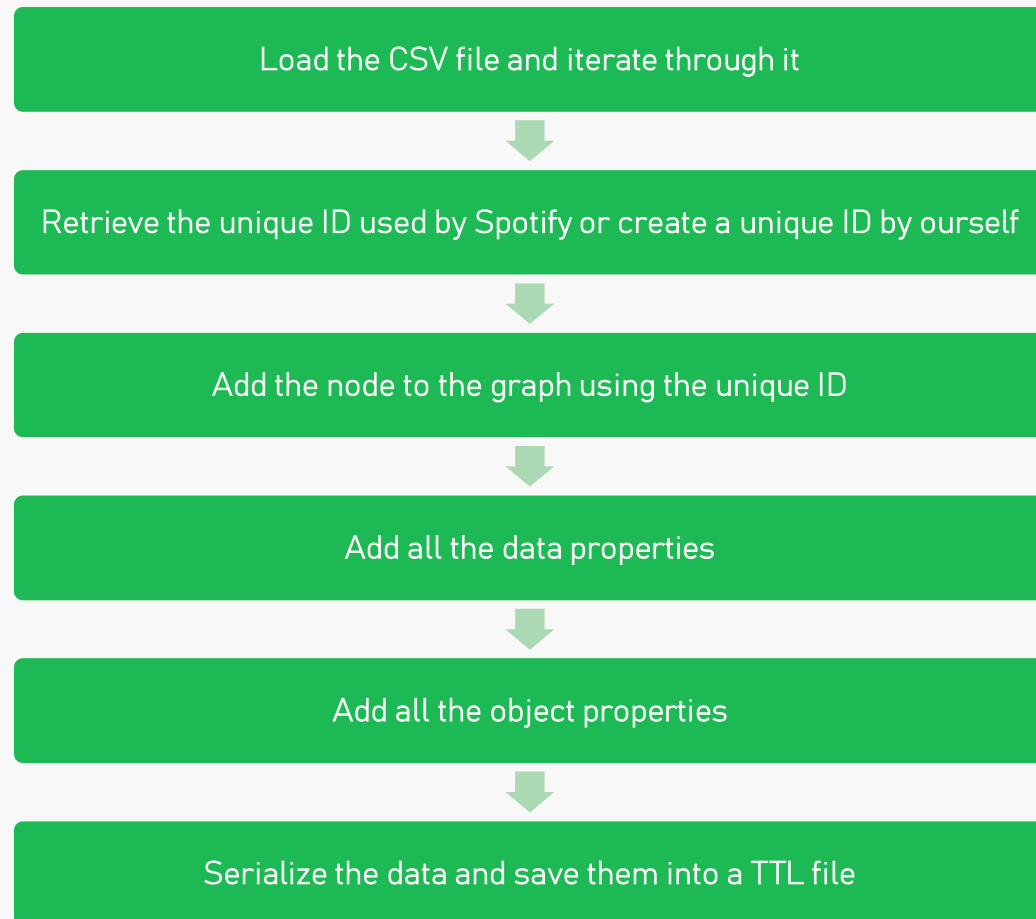 Load the CSV file and iterate through it
Retrieve the unique ID used by Spotify or create a unique ID by ourself
Add the node to the graph using the unique ID
Add all the data properties
Add all the object properties
Serialize the data and save them into a TTL file